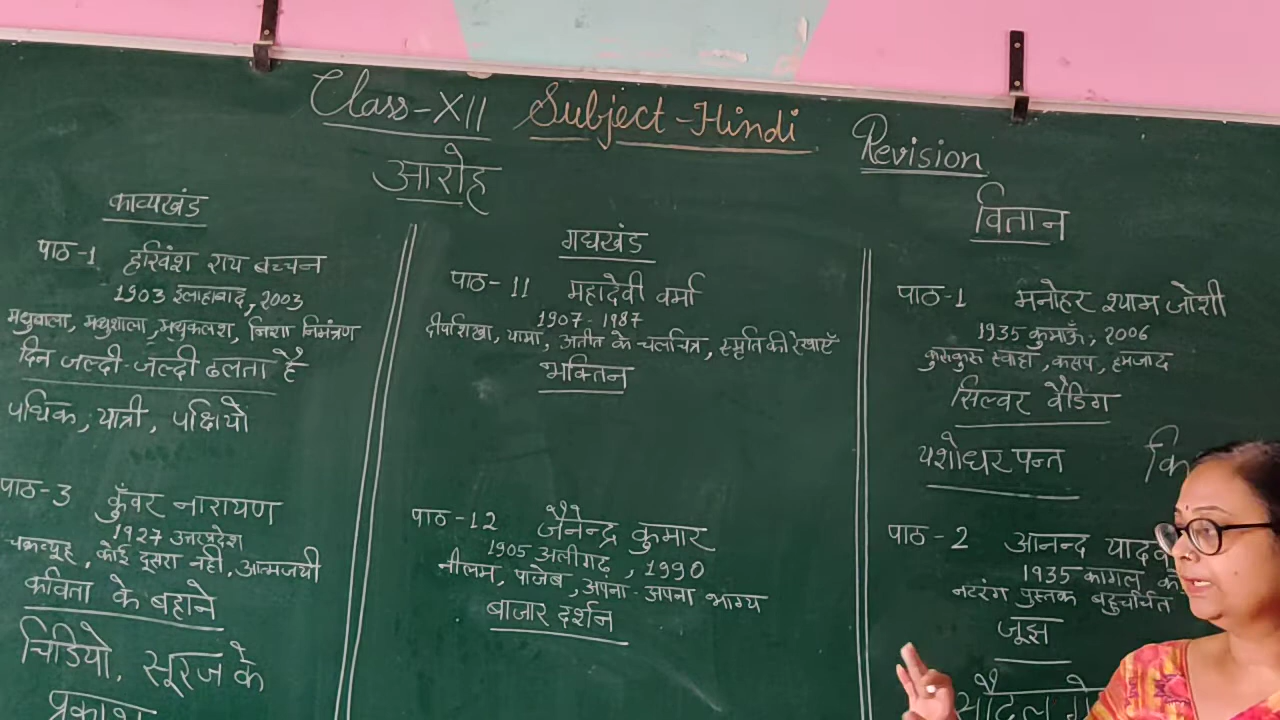 Class-XII Subject-Hindi Revision
आरोह
काव्यखंड
पाठ-1 हरिवंश राय बच्चन
1903 इलाहाबाद, 2003
मधुबाला, मधुशाला, मधुकलश, निशा निमंत्रण
दिन जल्दी-जल्दी ढलता है
पथिक, यात्री, पक्षियो
पाठ-3 कुँवर नारायण
1927 उत्तरप्रदेश
चक्रव्यूह, कोई दूसरा नही, आत्मजयी
कविता के बहाने
चिडियो, सूरज के
प्रकाश
गद्यखंड
पाठ-11 महादेवी वर्मा
1907-1987
दीपशिखा, यामा, अतीत के चलचित्र, स्मृति की रेखाएँ
भक्तिन
पाठ-12 जैनेन्द्र कुमार
1905 अलीगढ, 1990
नीलम, पाजेब, अपना-अपना भाग्य
बाजार दर्शन
वितान
पाठ-1 मनोहर श्याम जोशी
1935 कुमाऊँ, 2006
कुरुकुरु स्वाहा, कसप, हमजाद
सिल्वर वैडिंग
यशोधर पन्त कि
पाठ-2 आनन्द यादव
1935 कागल को
नटरंग पुस्तक बहुचर्चित
जूझ
सौंदल गे